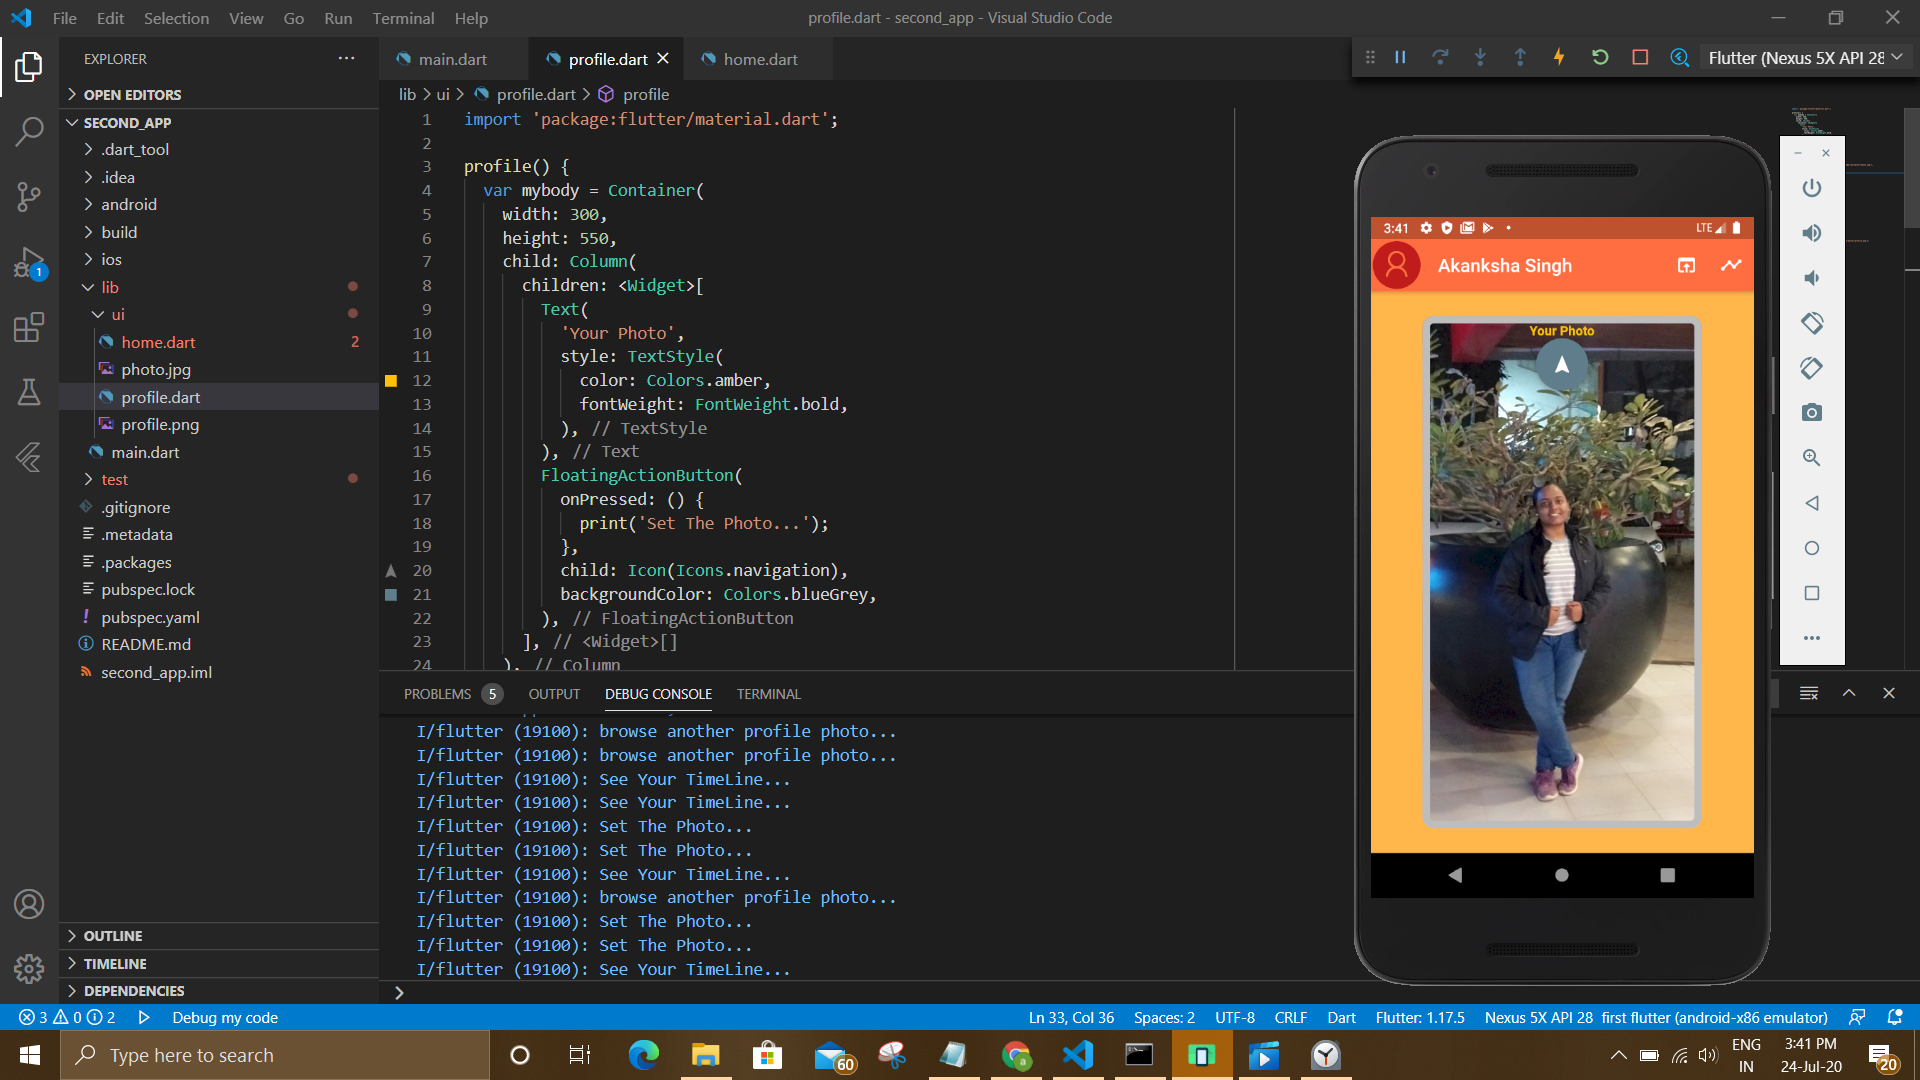 File Edit Selection View Go Run Terminal Help
profile.dart - second_app - Visual Studio Code
EXPLORER
OPEN EDITORS
SECOND_APP
.dart_tool
.idea
android
build
ios
lib
ui
home.dart 2
photo.jpg
profile.dart
profile.png
main.dart
test
.gitignore
.metadata
.packages
pubspec.lock
pubspec.yaml
README.md
second_app.iml
OUTLINE
TIMELINE
DEPENDENCIES
1
main.dart profile.dart home.dart
Flutter (Nexus 5X API 28
lib > ui > profile.dart > profile
1 import 'package:flutter/material.dart';
2
3 profile() {
4 var mybody = Container(
5 width: 300,
6 height: 550,
7 child: Column(
8 children: <Widget>[
9 Text(
10 'Your Photo',
11 style: TextStyle(
12 color: Colors.amber,
13 fontWeight: FontWeight.bold,
14 ), // TextStyle
15 ), // Text
16 FloatingActionButton(
17 onPressed: () {
18 print('Set The Photo...');
19 },
20 child: Icon(Icons.navigation),
21 backgroundColor: Colors.blueGrey,
22 ), // FloatingActionButton
23 ], // <Widget>[]
24 ), // Column
PROBLEMS 5 OUTPUT DEBUG CONSOLE TERMINAL
I/flutter (19100): browse another profile photo...
I/flutter (19100): browse another profile photo...
I/flutter (19100): See Your TimeLine...
I/flutter (19100): See Your TimeLine...
I/flutter (19100): Set The Photo...
I/flutter (19100): Set The Photo...
I/flutter (19100): See Your TimeLine...
I/flutter (19100): browse another profile photo...
I/flutter (19100): Set The Photo...
I/flutter (19100): Set The Photo...
I/flutter (19100): See Your TimeLine...
3:41 LTE
Akanksha Singh
Your Photo
3 0 2 Debug my code
Ln 33, Col 36 Spaces: 2 UTF-8 CRLF Dart Flutter: 1.17.5 Nexus 5X API 28 first flutter (android-x86 emulator)
Type here to search
60
ENG
IN
3:41 PM
24-Jul-20
20